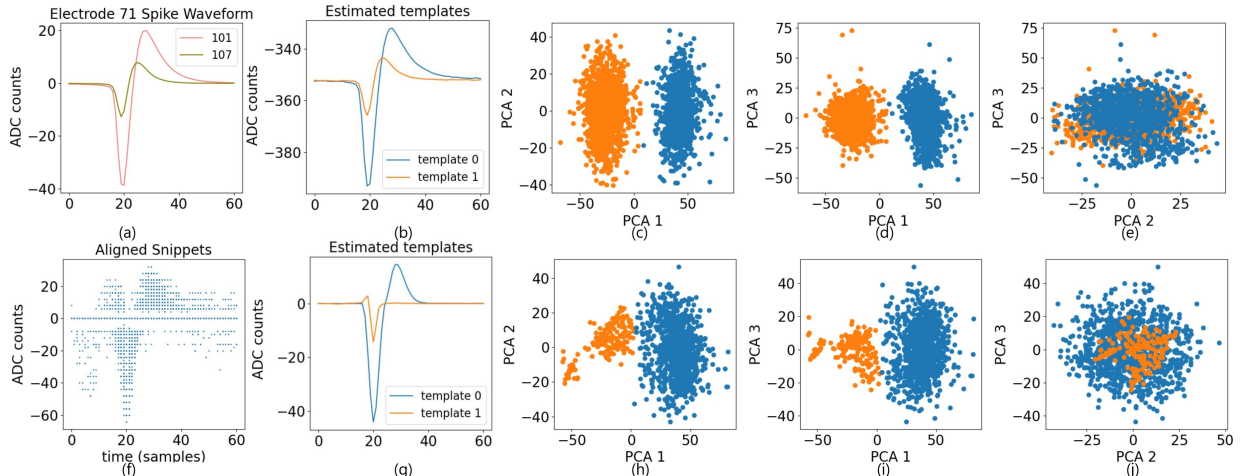 Electrode 71 Spike Waveform
ADC counts
20
0
−20
−40
0
20
40
60
101
107
(a)
Estimated templates
ADC counts
−340
−360
−380
0
20
40
60
template 0
template 1
(b)
PCA 2
40
20
0
−20
−40
−50
0
50
PCA 1
(c)
PCA 3
75
50
25
0
−25
−50
−50
0
50
PCA 1
(d)
PCA 3
75
50
25
0
−25
−50
−25
0
25
PCA 2
(e)
Aligned Snippets
ADC counts
20
0
−20
−40
−60
0
20
40
60
time (samples)
(f)
Estimated templates
ADC counts
0
−20
−40
0
20
40
60
template 0
template 1
(g)
PCA 2
40
20
0
−20
−40
−50
0
50
PCA 1
(h)
PCA 3
40
20
0
−20
−40
−50
0
50
PCA 1
(i)
PCA 3
40
20
0
−20
−40
−25
0
25
50
PCA 2
(j)